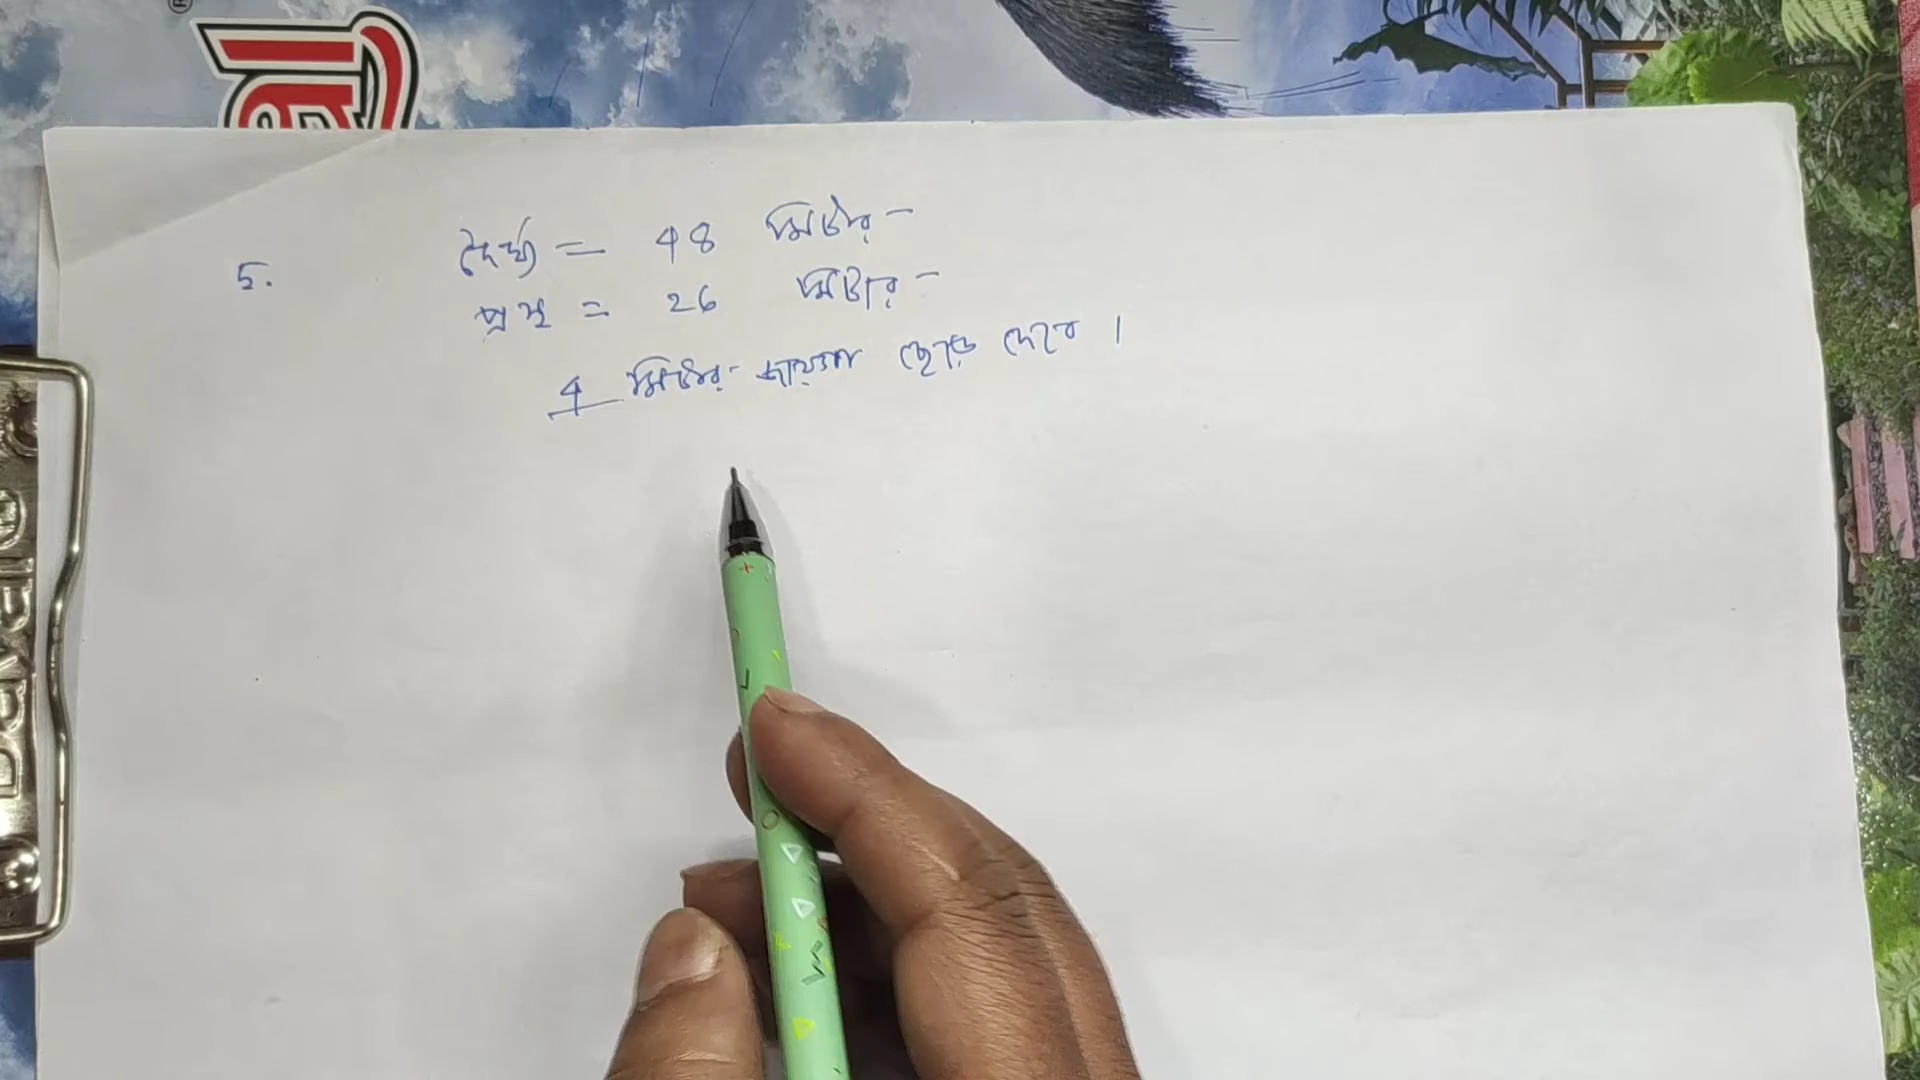 5.
দৈর্ঘ্য = 48 মিটার
প্রস্থ = 26 মিটার
4 মিটার জায়গা ছেড়ে দেবে।